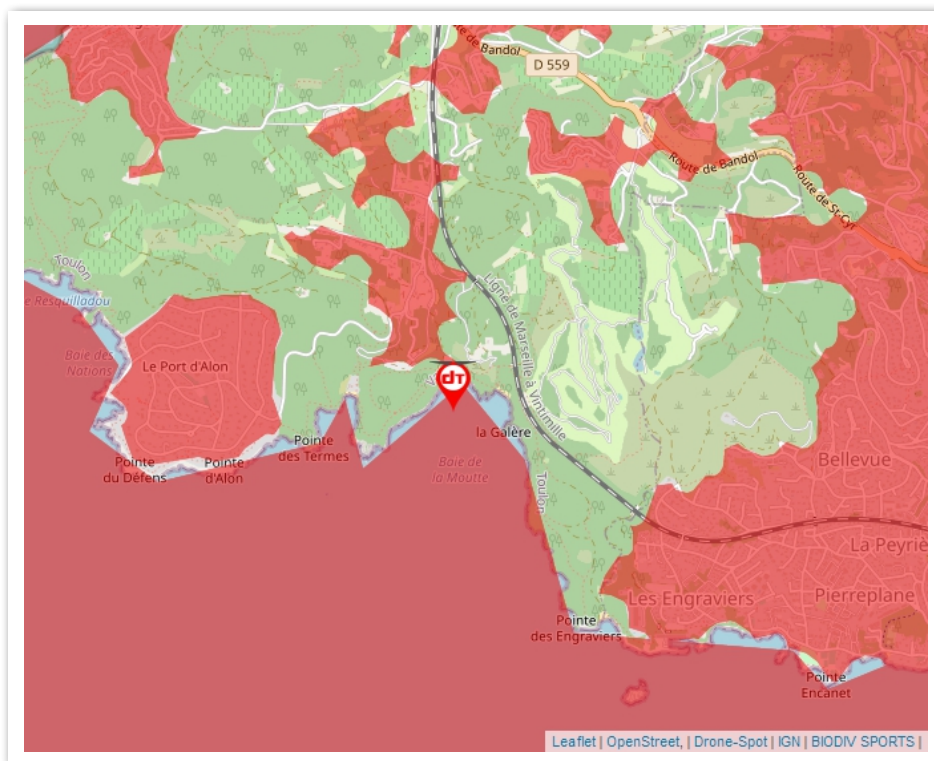 Route de Bandol
D 559
Route de Bandol
Route de St-Cyr
Toulon
Resquilladou
Baie des
Nations
Le Port d'Alon
Ligne de Marseille à Vintimille
dT
la Galère
Pointe
des Termes
Pointe
du Défens
Pointe
d'Alon
Baie de
la Moutte
Toulon
Bellevue
La Peyriè
Les Engraviers
Pierreplane
Pointe
des Engraviers
Pointe
Encanet
Leaflet | OpenStreet, | Drone-Spot | IGN | BIODIV SPORTS |